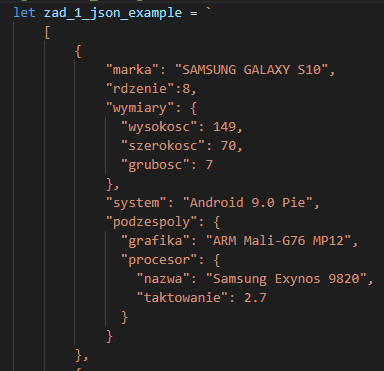 let zad_1_json_example = `
[
{
"marka": "SAMSUNG GALAXY S10",
"rdzenie":8,
"wymiary": {
"wysokosc": 149,
"szerokosc": 70,
"grubosc": 7
},
"system": "Android 9.0 Pie",
"podzespoly": {
"grafika": "ARM Mali-G76 MP12",
"procesor": {
"nazwa": "Samsung Exynos 9820",
"taktowanie": 2.7
}
}
},